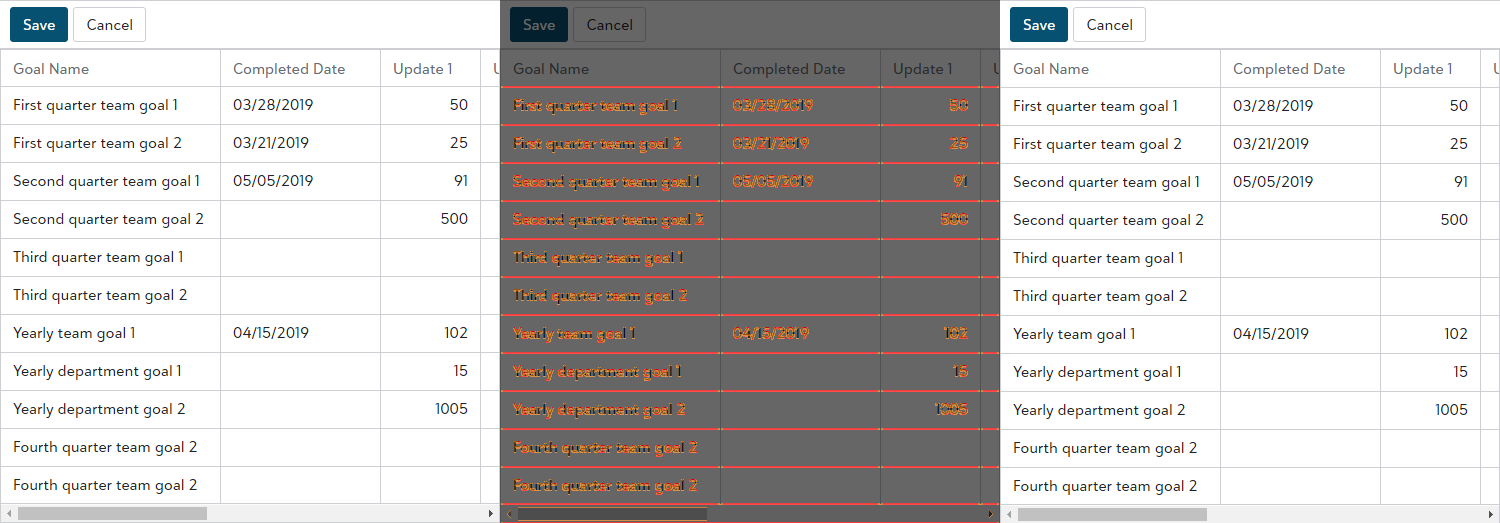 Save Cancel Save Cancel Save Cancel
Goal Name Completed Date Update 1 Goal Name Completed Date Update 1 Goal Name Completed Date Update 1
First quarter team goal 1 03/28/2019 50 First quarter team goal 1 03/28/2019 50 First quarter team goal 1 03/28/2019 50
First quarter team goal 2 03/21/2019 25 First quarter team goal 2 03/21/2019 25 First quarter team goal 2 03/21/2019 25
Second quarter team goal 1 05/05/2019 91 Second quarter team goal 1 05/05/2019 91 Second quarter team goal 1 05/05/2019 91
Second quarter team goal 2 500 Second quarter team goal 2 500 Second quarter team goal 2 500
Third quarter team goal 1 Third quarter team goal 1 Third quarter team goal 1
Third quarter team goal 2 Third quarter team goal 2 Third quarter team goal 2
Yearly team goal 1 04/15/2019 102 Yearly team goal 1 04/15/2019 102 Yearly team goal 1 04/15/2019 102
Yearly department goal 1 15 Yearly department goal 1 15 Yearly department goal 1 15
Yearly department goal 2 1005 Yearly department goal 2 1005 Yearly department goal 2 1005
Fourth quarter team goal 2 Fourth quarter team goal 2 Fourth quarter team goal 2
Fourth quarter team goal 2 Fourth quarter team goal 2 Fourth quarter team goal 2